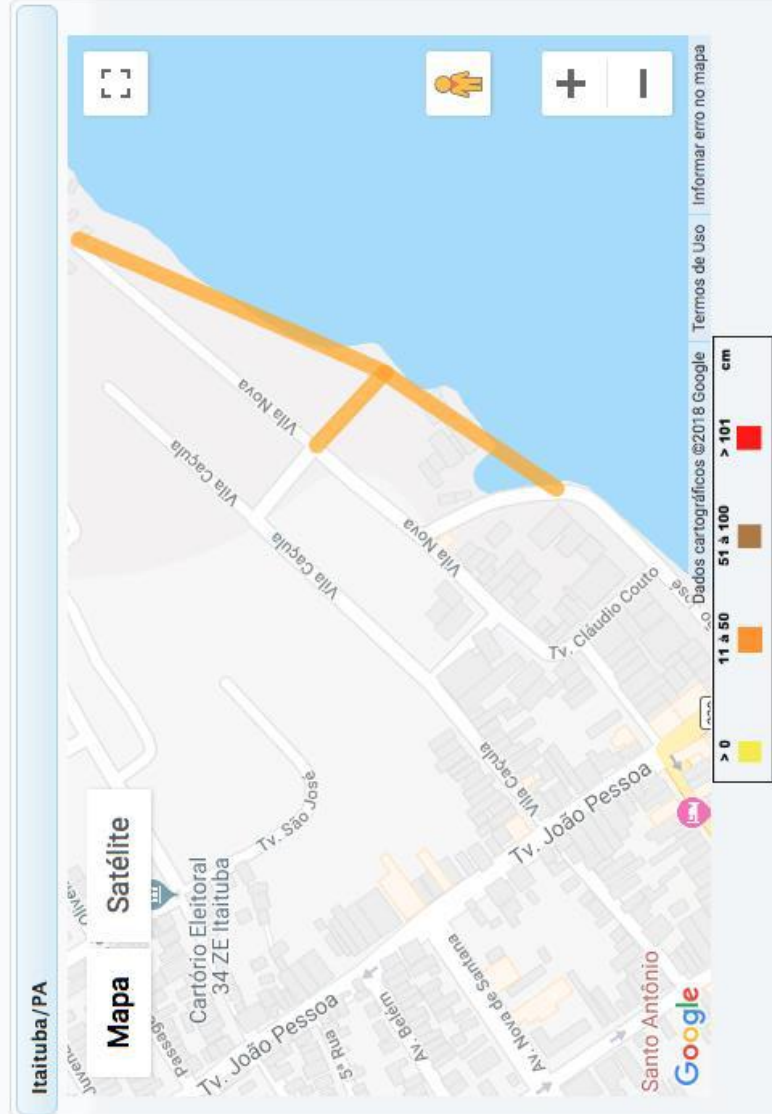 Itaituba/PA
Mapa
Satélite
Cartório Eleitoral
34 ZE Itaituba
Tv. São José
Vila Caçula
Vila Caçula
Vila Caçula
Vila Nova
Vila Nova
Tv. Cláudio Couto
Tv. João Pessoa
Tv. João Pessoa
5ª Rua
Av. Belém
Av. Nova de Santana
Santo Antônio
Google
Dados cartográficos ©2018 Google
Termos de Uso
Informar erro no mapa
> 0
11 à 50
51 à 100
> 101
cm